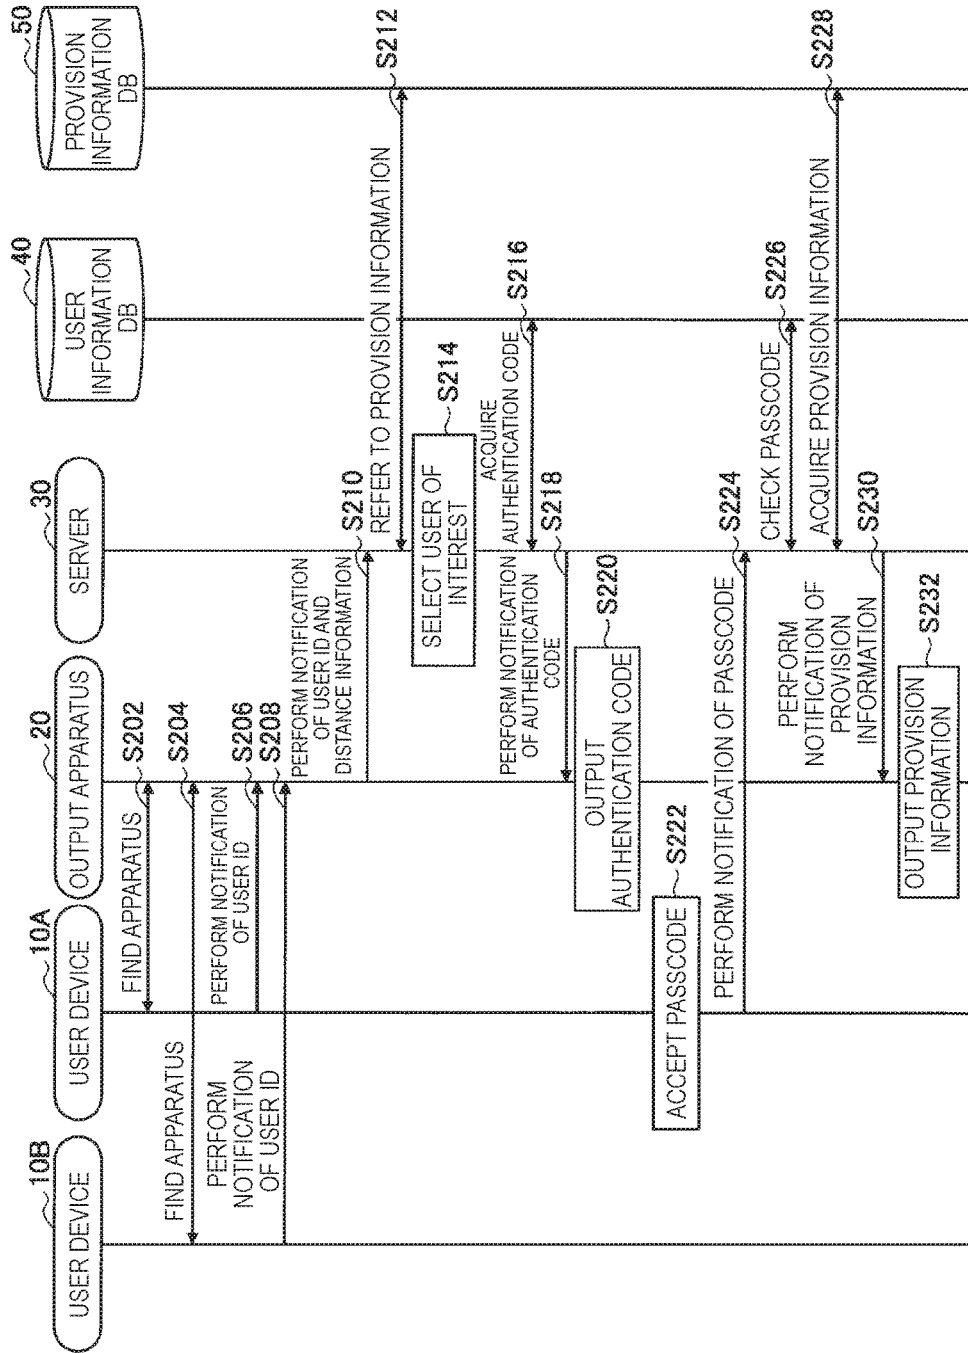 10B
USER DEVICE
10A
USER DEVICE
20
OUTPUT APPARATUS
30
SERVER
40
USER
INFORMATION
DB
50
PROVISION
INFORMATION
DB
FIND APPARATUS
S202
FIND APPARATUS
S204
PERFORM NOTIFICATION
OF USER ID
S206
PERFORM
NOTIFICATION
OF USER ID
S208
PERFORM NOTIFICATION
OF USER ID AND
DISTANCE INFORMATION
S210
REFER TO PROVISION INFORMATION
S212
SELECT USER OF
INTEREST
S214
ACQUIRE
AUTHENTICATION CODE
S216
PERFORM NOTIFICATION
OF AUTHENTICATION
CODE
S218
OUTPUT
AUTHENTICATION CODE
S220
ACCEPT PASSCODE
S222
PERFORM NOTIFICATION OF PASSCODE
S224
CHECK PASSCODE
S226
ACQUIRE PROVISION INFORMATION
S228
PERFORM
NOTIFICATION OF
PROVISION
INFORMATION
S230
OUTPUT PROVISION
INFORMATION
S232